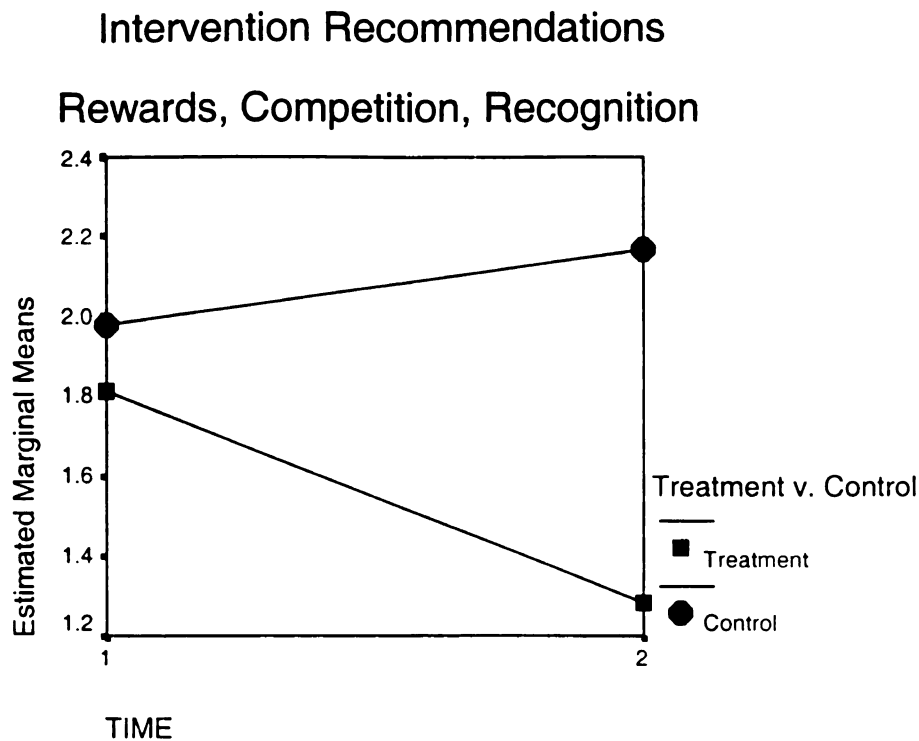 Intervention Recommendations
Rewards, Competition, Recognition
2.4
2.2
2.0
1.8
1.6
1.4
1.2
Estimated Marginal Means
1
2
TIME
Treatment v. Control
Treatment
Control